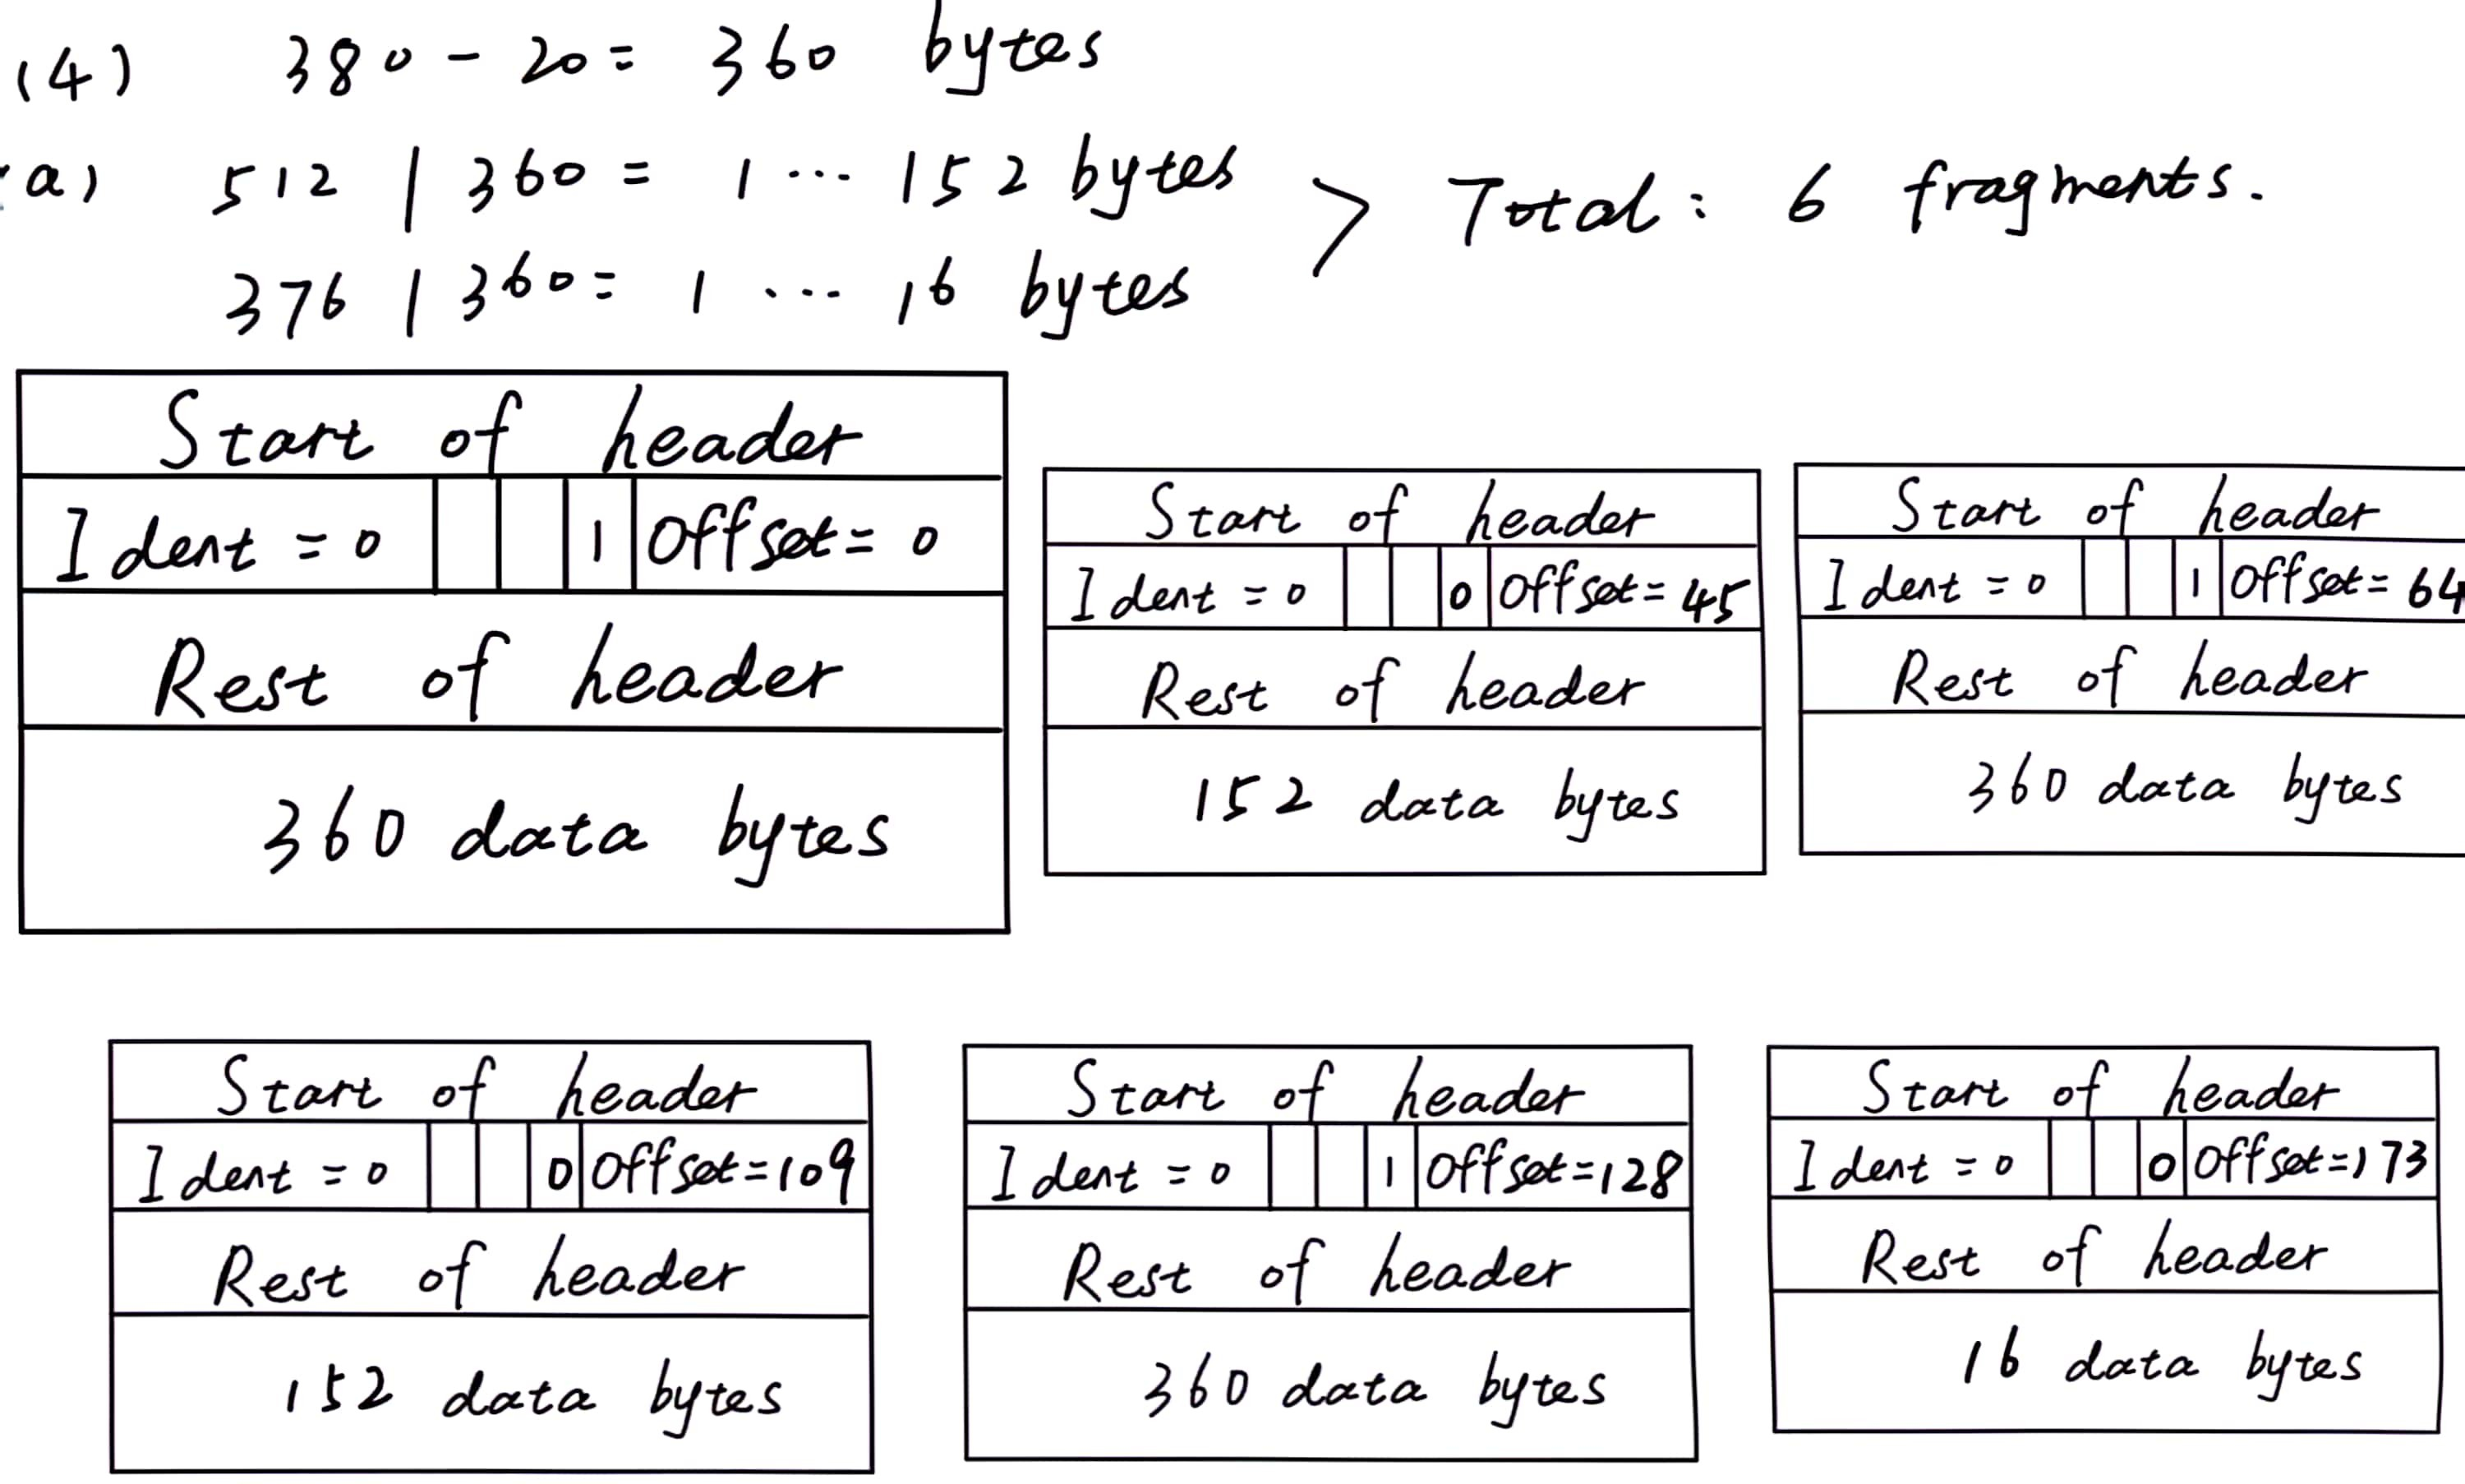 (4) 380 - 20 = 360 bytes
(a) 512 | 360 = 1 ... 152 bytes
376 | 360 = 1 ... 16 bytes
> Total: 6 fragments.
Start of header
Ident = 0 1 Offset = 0
Rest of header
360 data bytes
Start of header
Ident = 0 0 Offset = 45
Rest of header
152 data bytes
Start of header
Ident = 0 1 Offset = 64
Rest of header
360 data bytes
Start of header
Ident = 0 0 Offset = 109
Rest of header
152 data bytes
Start of header
Ident = 0 1 Offset = 128
Rest of header
360 data bytes
Start of header
Ident = 0 0 Offset = 173
Rest of header
16 data bytes